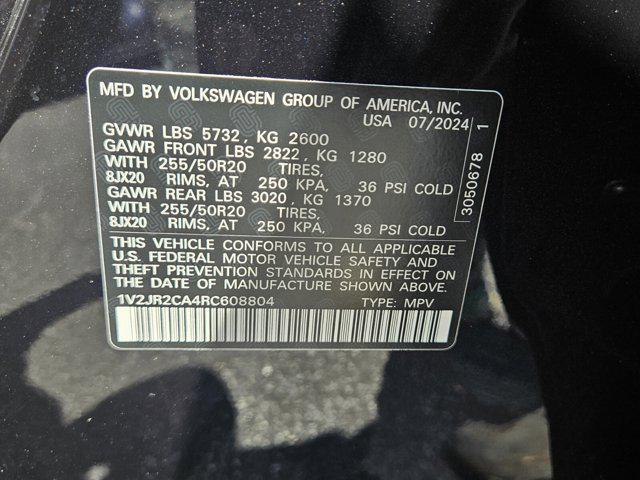 MFD BY VOLKSWAGEN GROUP OF AMERICA, INC.
USA 07/2024
GVWR LBS 5732, KG 2600
GAWR FRONT LBS 2822, KG 1280
WITH 255/50R20 TIRES,
8JX20 RIMS, AT 250 KPA, 36 PSI COLD
GAWR REAR LBS 3020, KG 1370
WITH 255/50R20 TIRES,
8JX20 RIMS, AT 250 KPA, 36 PSI COLD
THIS VEHICLE CONFORMS TO ALL APPLICABLE
U.S. FEDERAL MOTOR VEHICLE SAFETY AND
THEFT PREVENTION STANDARDS IN EFFECT ON
THE DATE OF MANUFACTURE SHOWN ABOVE.
1V2JR2CA4RC608804 TYPE: MPV
3050678 1